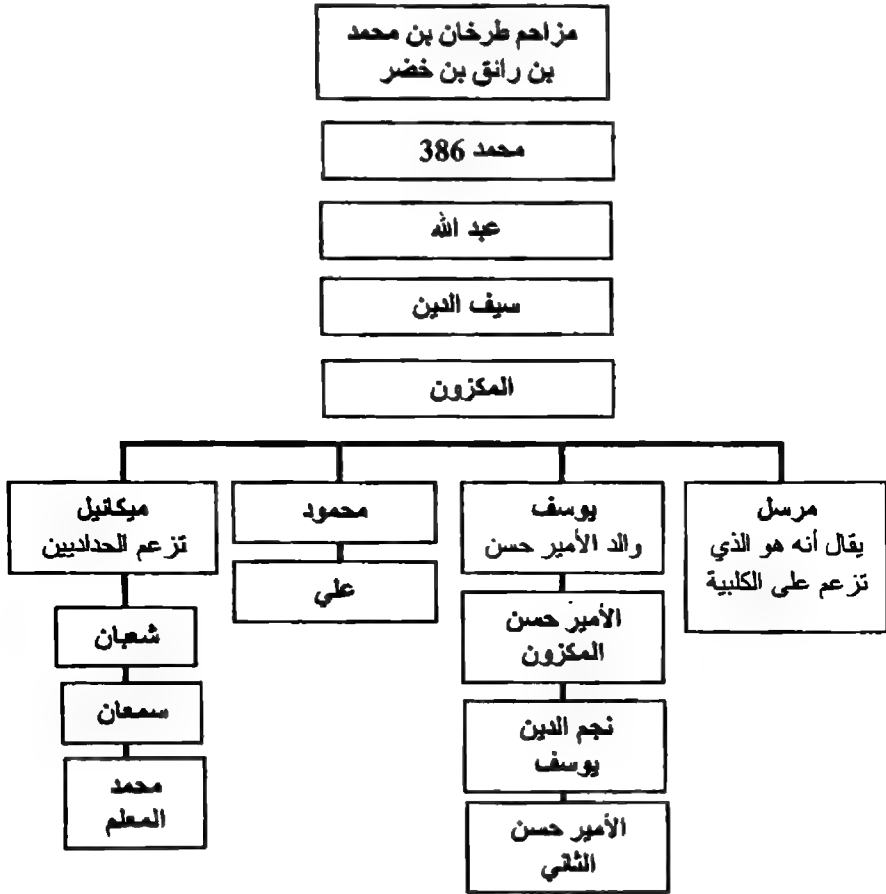 مزاحم طرخان بن محمد
بن رائق بن خضر
محمد 386
عبد الله
سيف الدين
المكزون
مرسل
يقال أنه هو الذي
تزعم على الكلبية
يوسف
والد الأمير حسن
الأمير حسن
المكزون
نجم الدين
يوسف
الأمير حسن
الثاني
محمود
علي
ميكائيل
تزعم الحداديين
شعبان
سمعان
محمد
المعلم